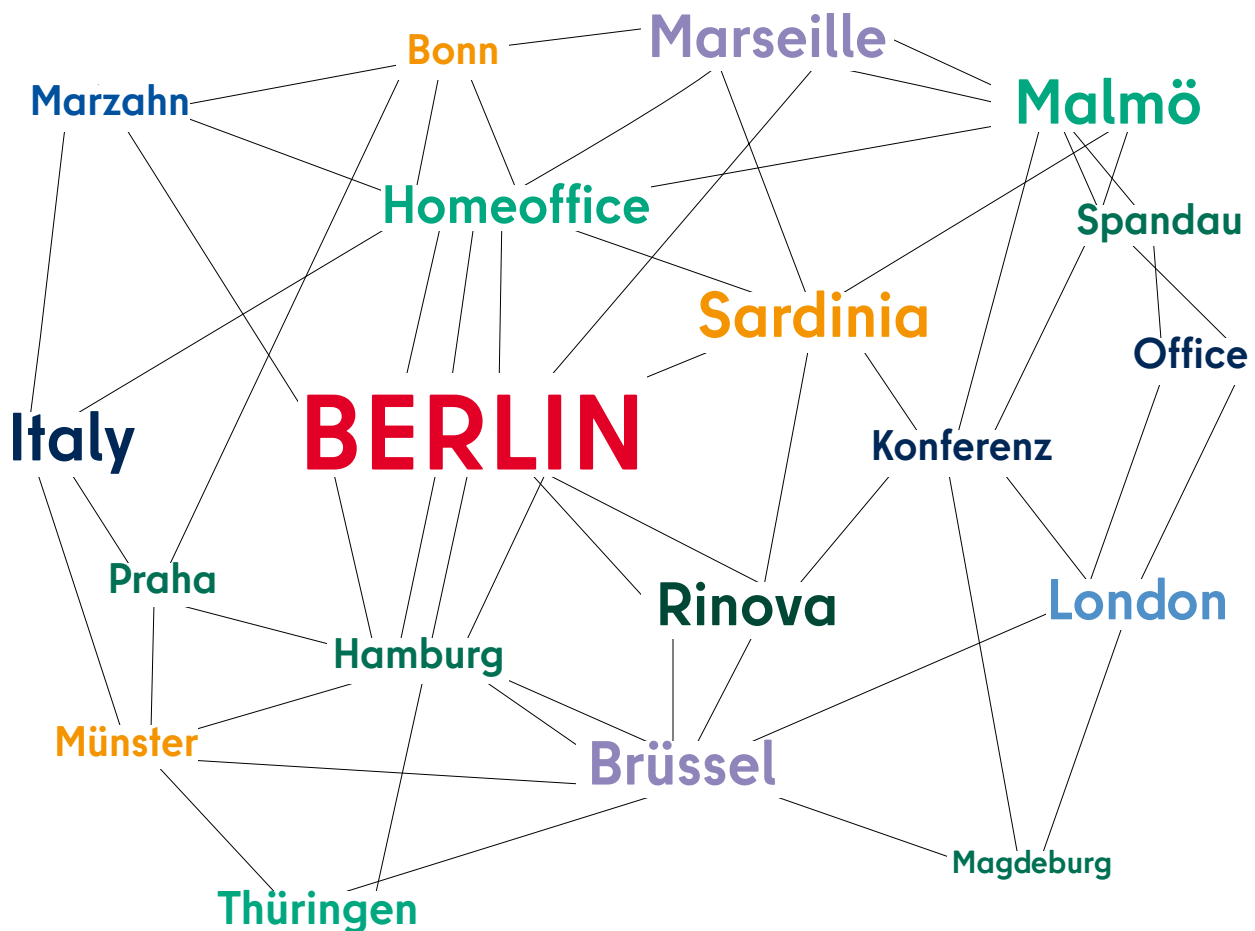 Marseille
Bonn
Marzahn
Malmö
Homeoffice
Spandau
Sardinia
Office
BERLIN
Italy
Konferenz
Praha
London
Rinova
Hamburg
Münster
Brüssel
Magdeburg
Thüringen